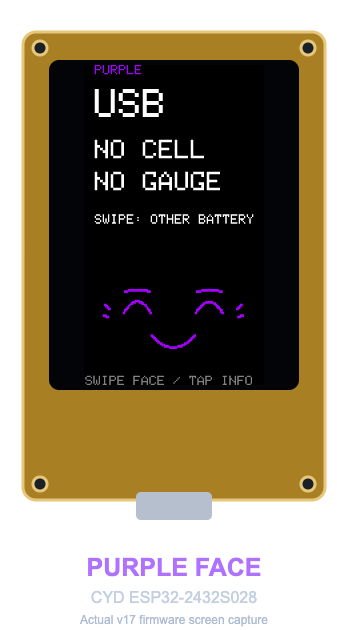 PURPLE
USB
NO CELL
NO GAUGE
SWIPE: OTHER BATTERY
SWIPE FACE / TAP INFO
PURPLE FACE
CYD ESP32-2432S028
Actual v17 firmware screen capture